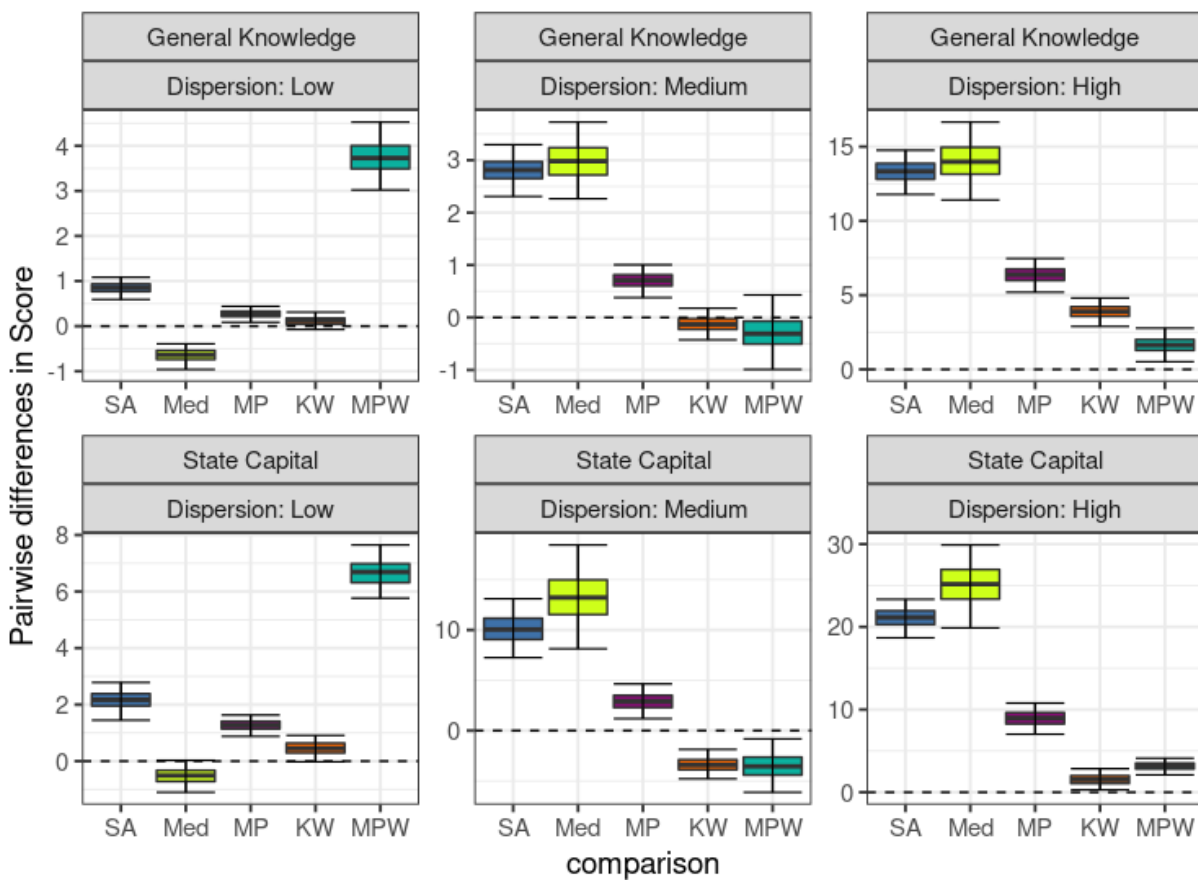 General Knowledge
Dispersion: Low
General Knowledge
Dispersion: Medium
General Knowledge
Dispersion: High
Pairwise differences in Score
4
3
2
1
0
-1
SA Med MP KW MPW
3
2
1
0
-1
SA Med MP KW MPW
15
10
5
0
SA Med MP KW MPW
State Capital
Dispersion: Low
State Capital
Dispersion: Medium
State Capital
Dispersion: High
8
6
4
2
0
SA Med MP KW MPW
10
0
SA Med MP KW MPW
30
20
10
0
SA Med MP KW MPW
comparison